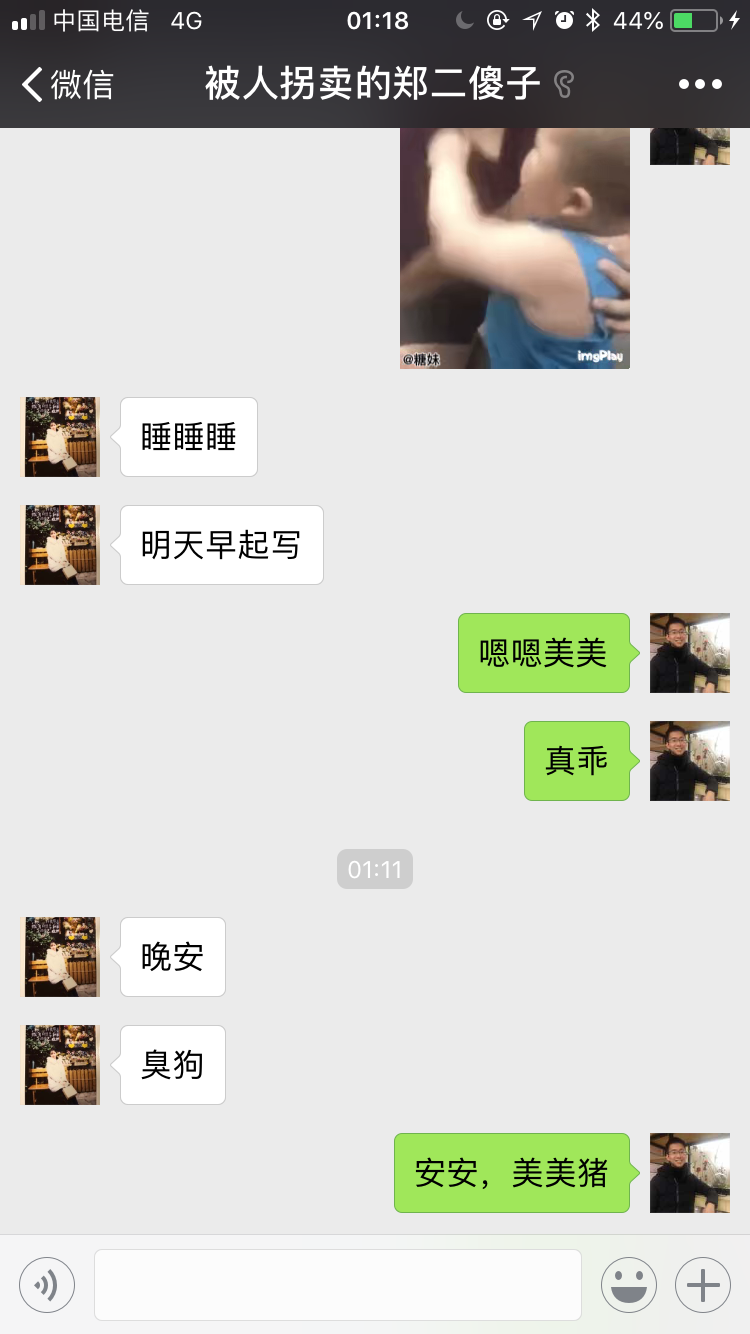 中国电信 4G 01:18 44%
微信 被人拐卖的郑二傻子
@糖妹 imgPlay
睡睡睡
明天早起写
嗯嗯美美
真乖
01:11
晚安
臭狗
安安，美美猪